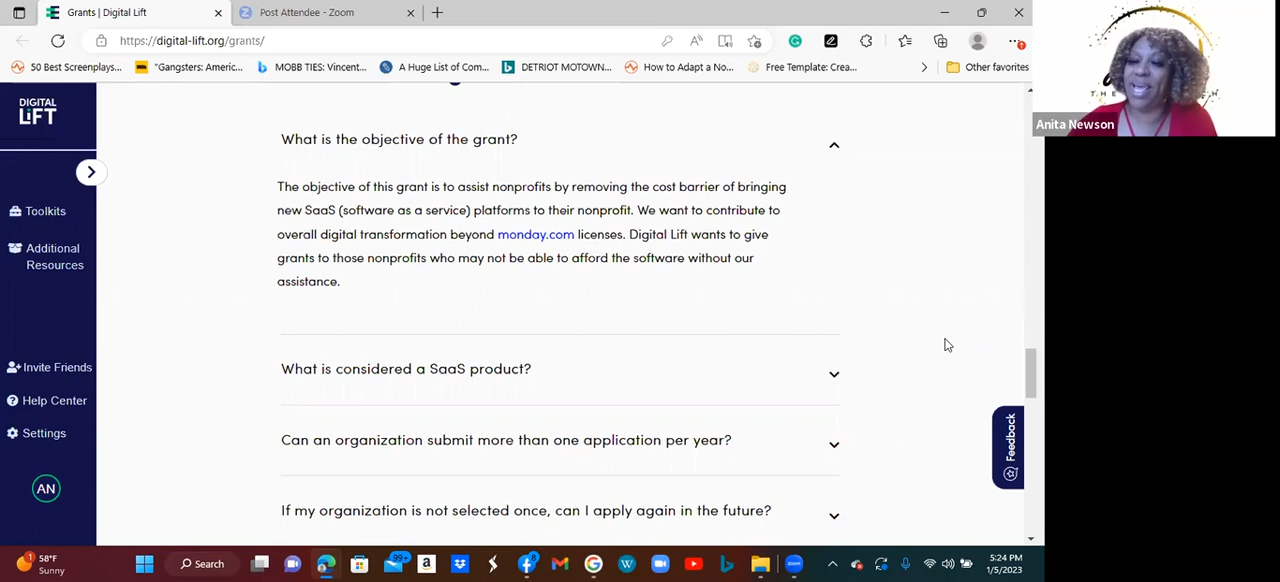 Grants | Digital Lift
Post Attendee - Zoom
https://digital-lift.org/grants/
50 Best Screenplays...
"Gangsters: Americ...
MOBB TIES: Vincent...
A Huge List of Com...
DETRIOT MOTOWN...
How to Adapt a No...
Free Template: Crea...
Other favorites
DIGITAL
LiFT
Toolkits
Additional
Resources
Invite Friends
Help Center
Settings
AN
What is the objective of the grant?
The objective of this grant is to assist nonprofits by removing the cost barrier of bringing
new SaaS (software as a service) platforms to their nonprofit. We want to contribute to
overall digital transformation beyond monday.com licenses. Digital Lift wants to give
grants to those nonprofits who may not be able to afford the software without our
assistance.
What is considered a SaaS product?
Can an organization submit more than one application per year?
If my organization is not selected once, can I apply again in the future?
Feedback
Anita Newson
1
58°F
Sunny
Search
99+
8
zoom
5:24 PM
1/5/2023